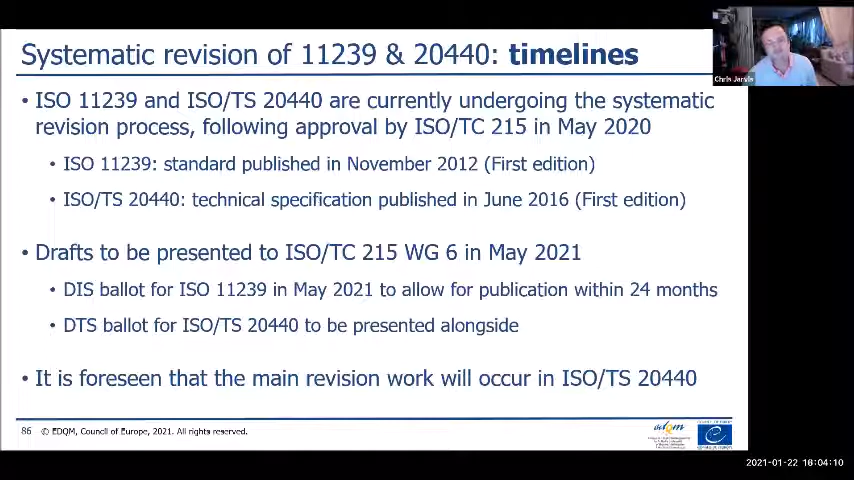 Systematic revision of 11239 & 20440: timelines
Chris Jarvis
• ISO 11239 and ISO/TS 20440 are currently undergoing the systematic
revision process, following approval by ISO/TC 215 in May 2020
• ISO 11239: standard published in November 2012 (First edition)
• ISO/TS 20440: technical specification published in June 2016 (First edition)
• Drafts to be presented to ISO/TC 215 WG 6 in May 2021
• DIS ballot for ISO 11239 in May 2021 to allow for publication within 24 months
• DTS ballot for ISO/TS 20440 to be presented alongside
• It is foreseen that the main revision work will occur in ISO/TS 20440
86 © EDQM, Council of Europe, 2021. All rights reserved.
edqm
2021-01-22 18:04:10